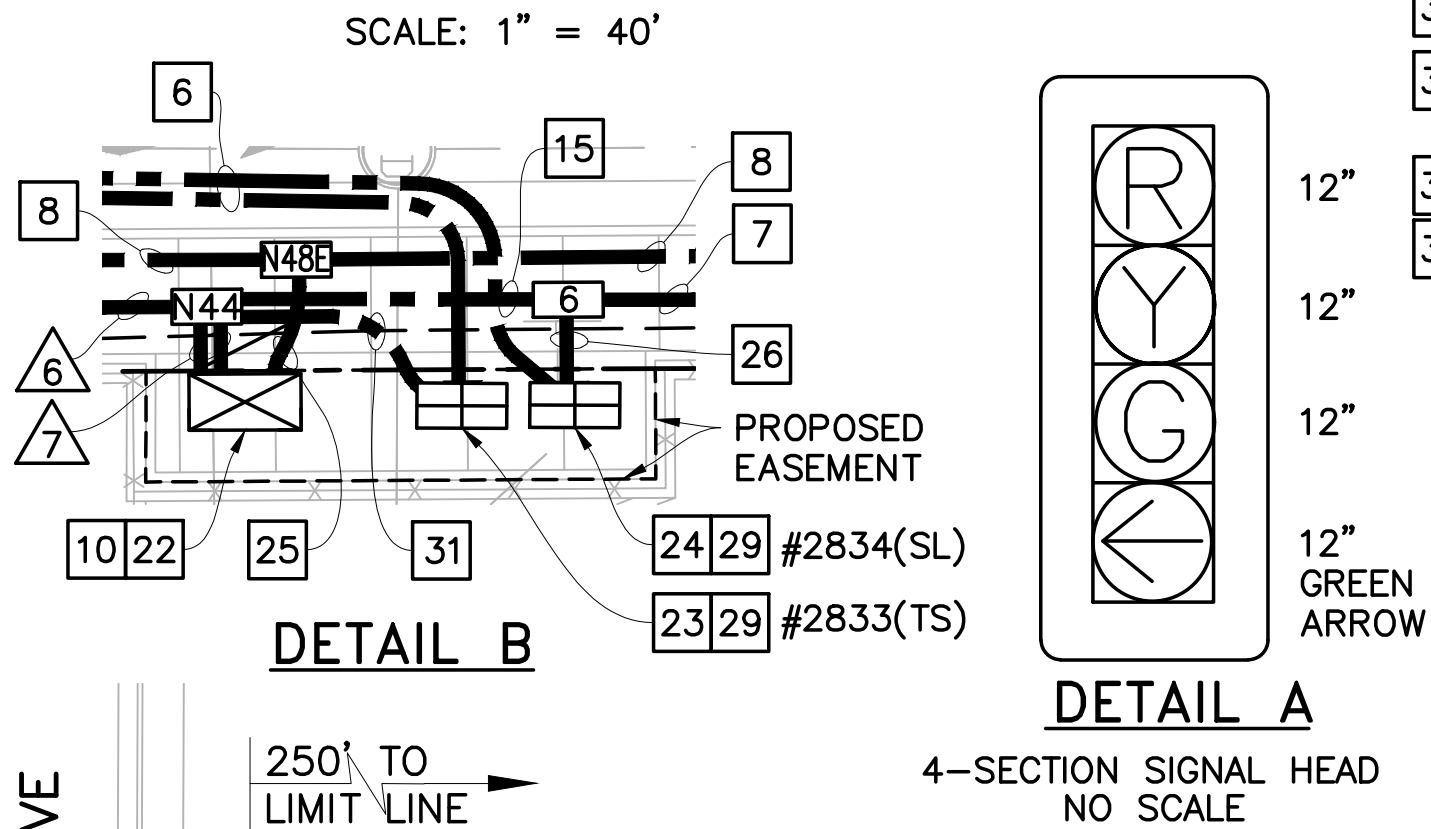 SCALE: 1” = 40’
6
15
8
8
7
N48E
N44
6
6
26
7
PROPOSED
EASEMENT
10 22
25
31
24 29 #2834(SL)
23 29 #2833(TS)
DETAIL B
250’ TO
LIMIT LINE
R
12”
Y
12”
G
12”
12”
GREEN
ARROW
DETAIL A
4-SECTION SIGNAL HEAD
NO SCALE